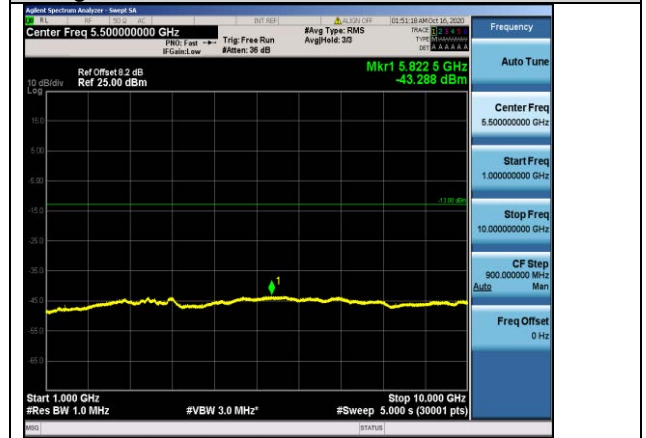 Agilent Spectrum Analyzer - Swept SA
RL RF 50 Ω AC INT REF ALIGN OFF 01:51:18 AM Oct 16, 2020
Center Freq 5.500000000 GHz
PNO: Fast
IFGain:Low
Trig: Free Run
#Atten: 36 dB
#Avg Type: RMS
Avg|Hold: 3/3
TRACE 1 2 3 4 5 6
TYPE
DET A A A A A A
Mkr1 5.822 5 GHz
-43.288 dBm
Ref Offset 8.2 dB
Ref 25.00 dBm
10 dB/div
Log
15.0
5.00
-5.00
-13.00 dBm
-15.0
-25.0
-35.0
1
-45.0
-55.0
-65.0
Start 1.000 GHz
Stop 10.000 GHz
#Res BW 1.0 MHz
#VBW 3.0 MHz*
#Sweep 5.000 s (30001 pts)
MSG
STATUS
Frequency
Auto Tune
Center Freq
5.500000000 GHz
Start Freq
1.000000000 GHz
Stop Freq
10.000000000 GHz
CF Step
900.000000 MHz
Auto Man
Freq Offset
0 Hz